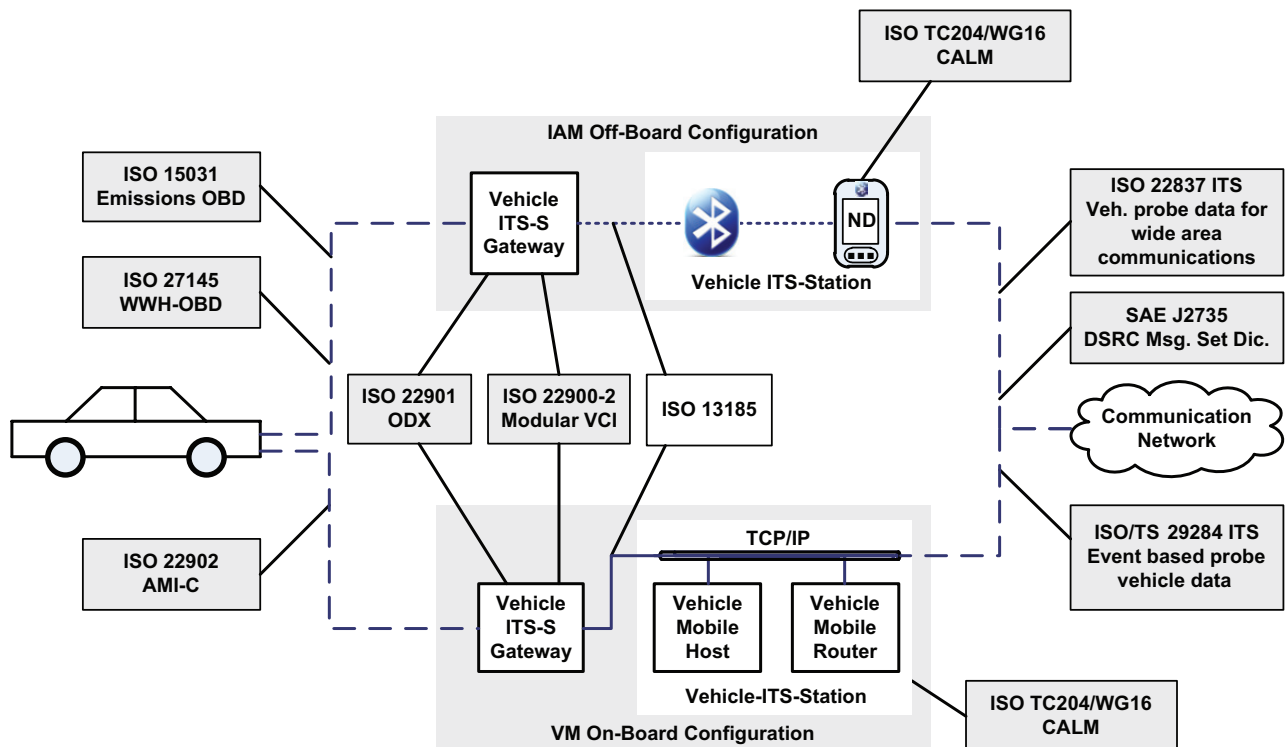 ISO TC204/WG16
CALM
IAM Off-Board Configuration
ISO 15031
Emissions OBD
Vehicle
ITS-S
Gateway
ND
Vehicle ITS-Station
ISO 22837 ITS
Veh. probe data for
wide area
communications
ISO 27145
WWH-OBD
SAE J2735
DSRC Msg. Set Dic.
ISO 22901
ODX
ISO 22900-2
Modular VCI
ISO 13185
Communication
Network
ISO 22902
AMI-C
TCP/IP
ISO/TS 29284 ITS
Event based probe
vehicle data
Vehicle
ITS-S
Gateway
Vehicle
Mobile
Host
Vehicle
Mobile
Router
Vehicle-ITS-Station
ISO TC204/WG16
CALM
VM On-Board Configuration